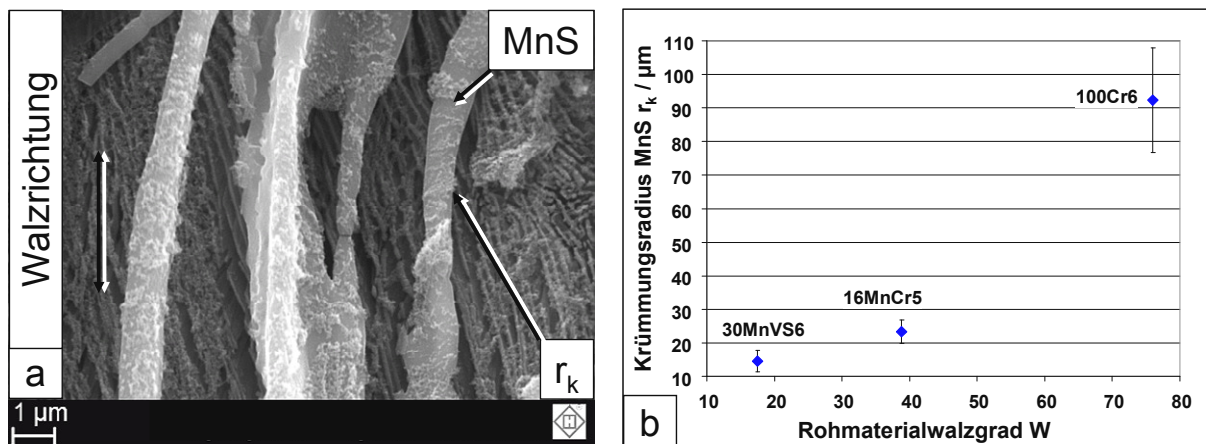 Walzrichtung
MnS
r_k
a
1 µm
Krümmungsradius MnS r_k / µm
110
100
90
80
70
60
50
40
30
20
10
100Cr6
16MnCr5
30MnVS6
10 20 30 40 50 60 70 80
Rohmaterialwalzgrad W
b